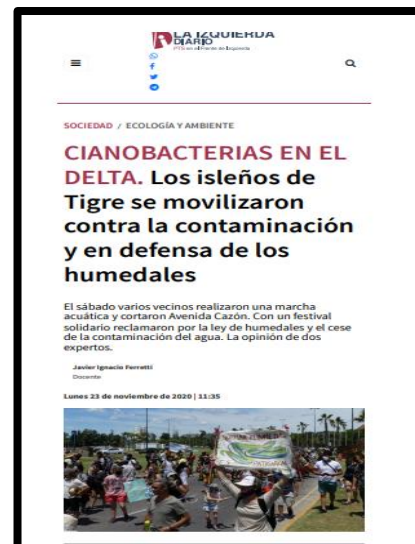 LA IZQUIERDA
DIARIO
SOCIEDAD / ECOLOGÍA Y AMBIENTE
CIANOBACTERIAS EN EL
DELTA. Los isleños de
Tigre se movilizaron
contra la contaminación
y en defensa de los
humedales
El sábado varios vecinos realizaron una marcha
acuática y cortaron Avenida Cazón. Con un festival
solidario reclamaron por la ley de humedales y el cese
de la contaminación del agua. La opinión de dos
expertos.
Javier Ignacio Ferretti
Docente
Lunes 23 de noviembre de 2020 | 11:35